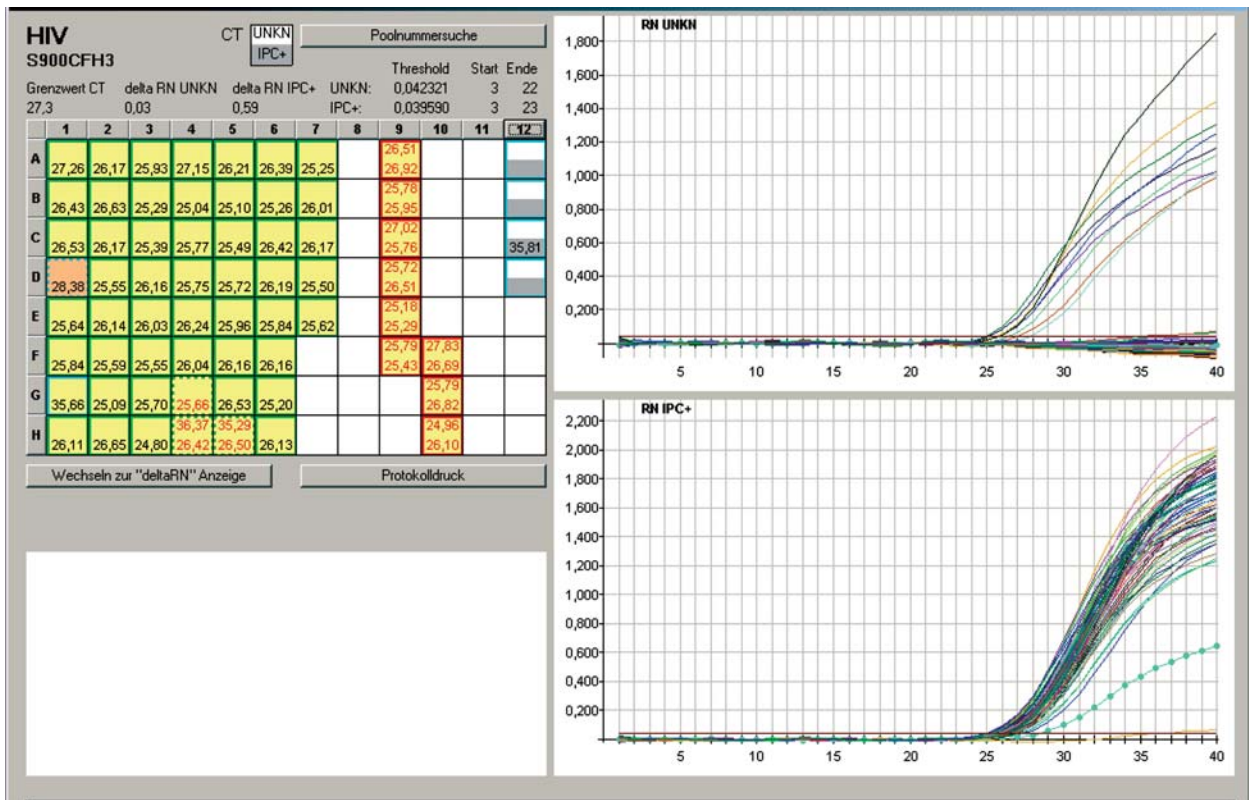 HIV
CT UNKN IPC+ Poolnummersuche
S900CFH3
Threshold Start Ende
Grenzwert CT delta RN UNKN delta RN IPC+ UNKN: 0,042321 3 22
27,3 0,03 0,59 IPC+: 0,039590 3 23
1 2 3 4 5 6 7 8 9 10 11 12
26,51
A 27,26 26,17 25,93 27,15 26,21 26,39 25,25 26,92
25,78
B 26,43 26,63 25,29 25,04 25,10 25,26 26,01 25,95
27,02
C 26,53 26,17 25,39 25,77 25,49 26,42 26,17 25,76 35,81
25,72
D 28,38 25,55 26,16 25,75 25,72 26,19 25,50 26,51
25,18
E 25,64 26,14 26,03 26,24 25,96 25,84 25,62 25,29
25,79 27,83
F 25,84 25,59 25,55 26,04 26,16 26,16 25,43 26,69
25,79
G 35,66 25,09 25,70 25,66 26,53 25,20 26,82
36,37 35,29 24,96
H 26,11 26,65 24,80 26,42 26,50 26,13 26,10
Wechseln zur "deltaRN" Anzeige Protokolldruck
RN UNKN
1,800
1,600
1,400
1,200
1,000
0,800
0,600
0,400
0,200
5 10 15 20 25 30 35 40
RN IPC+
2,200
2,000
1,800
1,600
1,400
1,200
1,000
0,800
0,600
0,400
0,200
5 10 15 20 25 30 35 40